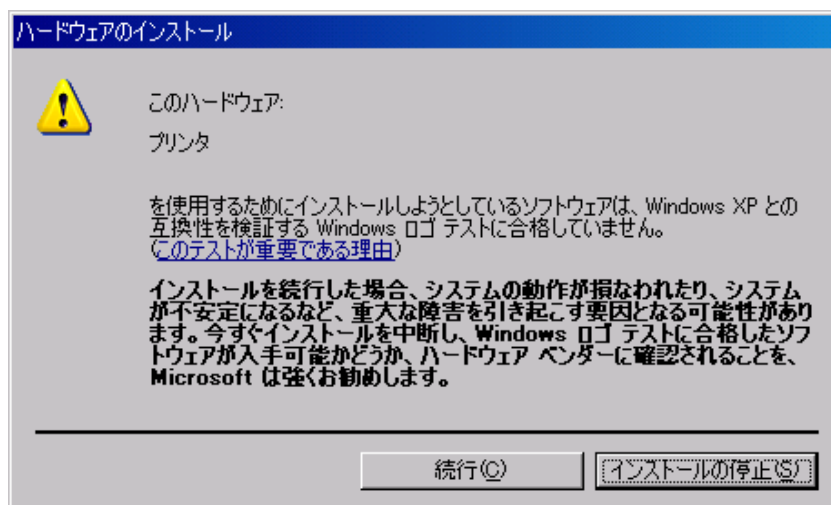 ハードウェアのインストール
このハードウェア:
プリンタ
を使用するためにインストールしようとしているソフトウェアは、Windows XP との
互換性を検証する Windows ロゴ テストに合格していません。
(このテストが重要である理由)
インストールを続行した場合、システムの動作が損なわれたり、システム
が不安定になるなど、重大な障害を引き起こす要因となる可能性があり
ます。今すぐインストールを中断し、Windows ロゴ テストに合格したソフ
トウェアが入手可能かどうか、ハードウェア ベンダーに確認されることを、
Microsoft は強くお勧めします。
続行(C)
インストールの停止(S)